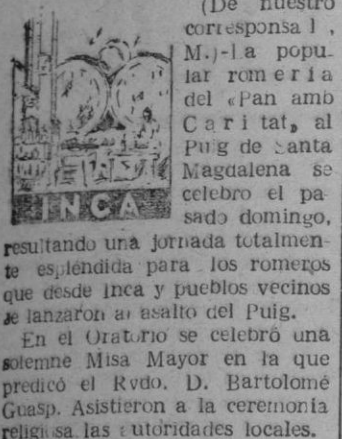 (De nuestro
corresponsal,
M.)-La popu-
lar romería
del «Pan amb
Caritat» al
Puig de Santa
Magdalena se
celebro el pa-
sado domingo,
INCA
resultando una jornada totalmen-
te espléndida para los romeros
que desde Inca y pueblos vecinos
se lanzaron al asalto del Puig.
En el Oratorio se celebró una
solemne Misa Mayor en la que
predicó el Rvdo. D. Bartolomé
Guasp. Asistieron a la ceremonia
religiosa las autoridades locales.